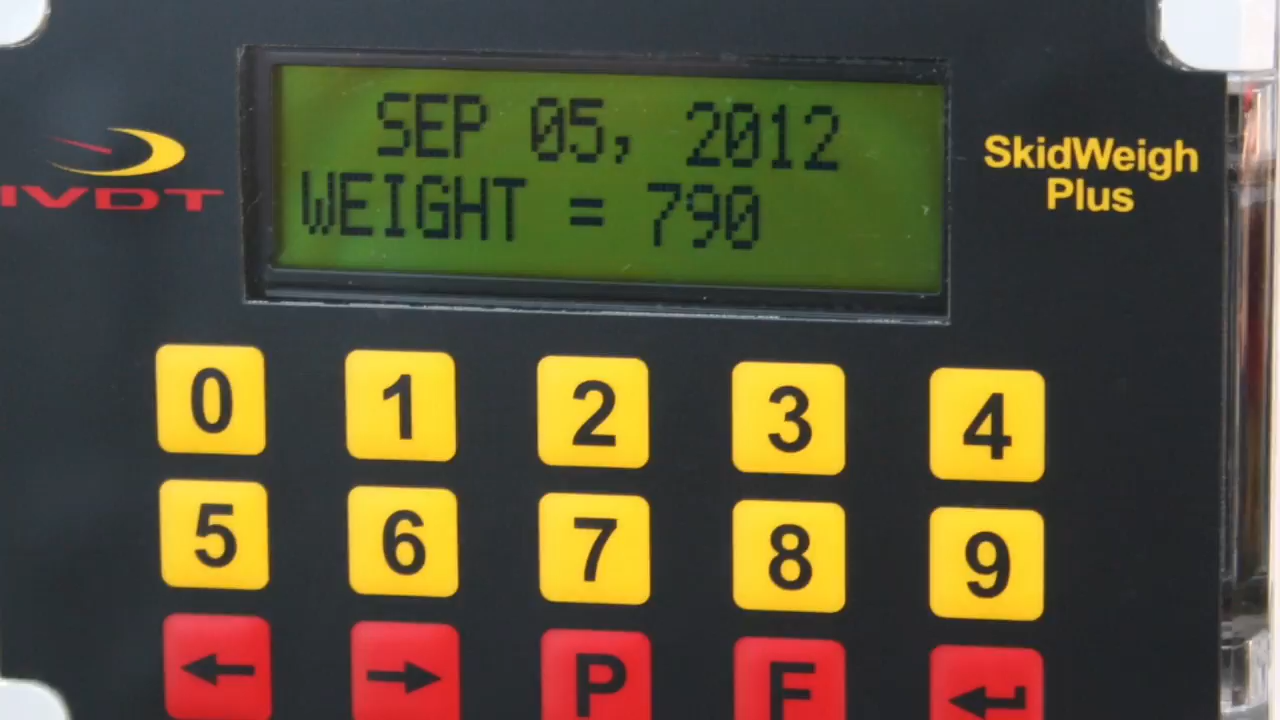 SEP 05, 2012
WEIGHT = 790
IVDT
SkidWeigh
Plus
0 1 2 3 4
5 6 7 8 9
← → P F ↵